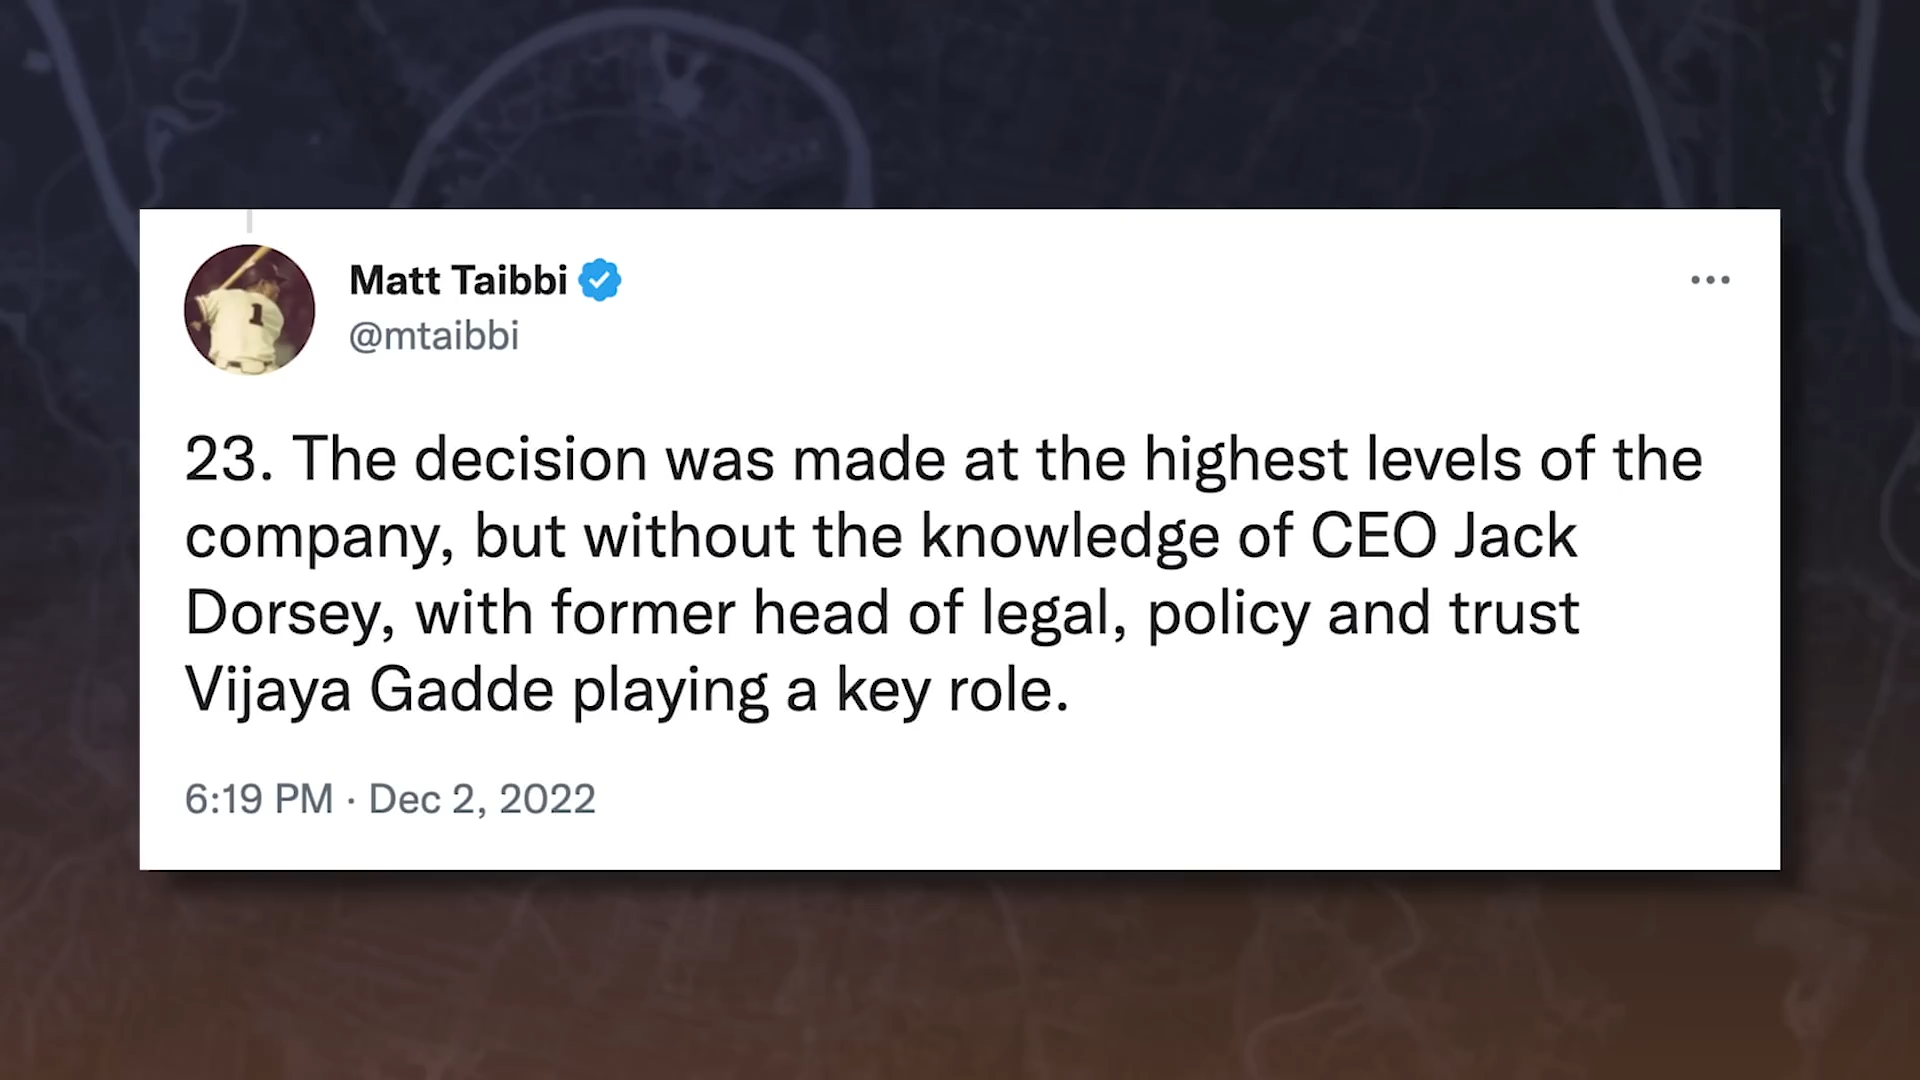 Matt Taibbi
@mtaibbi
1
23. The decision was made at the highest levels of the
company, but without the knowledge of CEO Jack
Dorsey, with former head of legal, policy and trust
Vijaya Gadde playing a key role.
6:19 PM · Dec 2, 2022